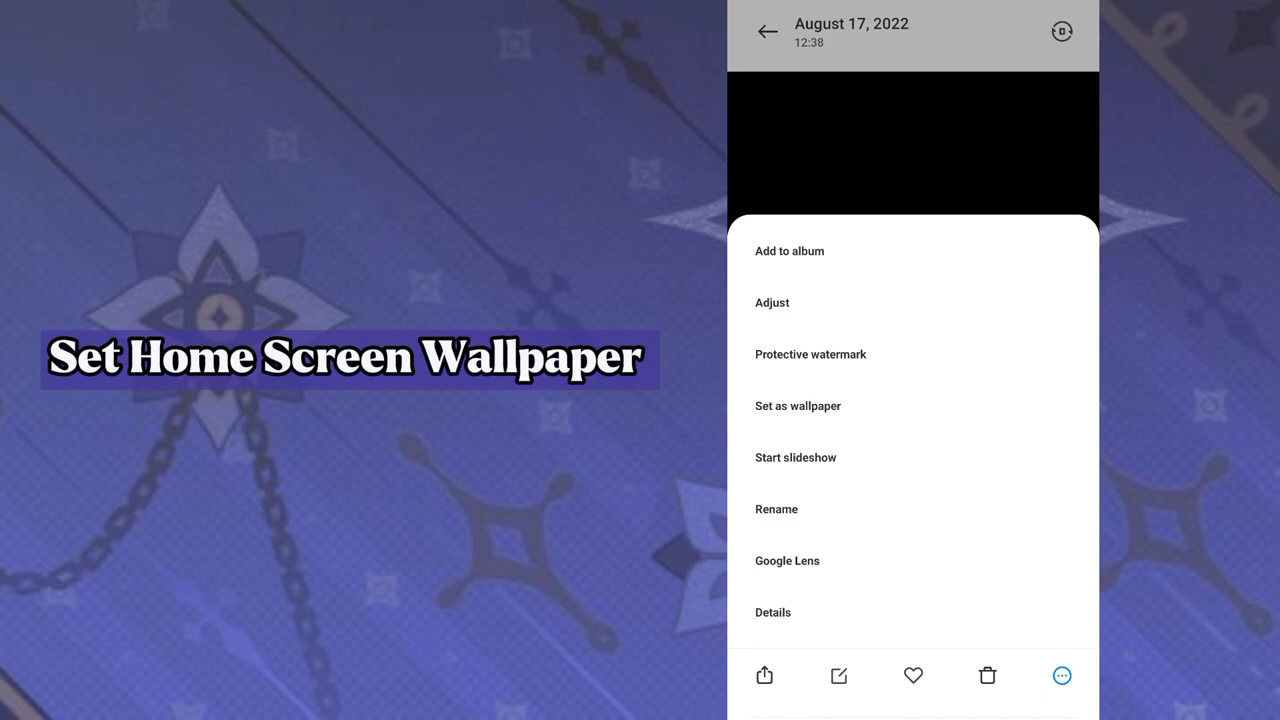 Set Home Screen Wallpaper
August 17, 2022
12:38
Add to album
Adjust
Protective watermark
Set as wallpaper
Start slideshow
Rename
Google Lens
Details